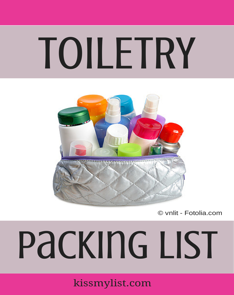 TOILETRY
© vnlit - Fotolia.com
PACKING LIST
kissmylist.com